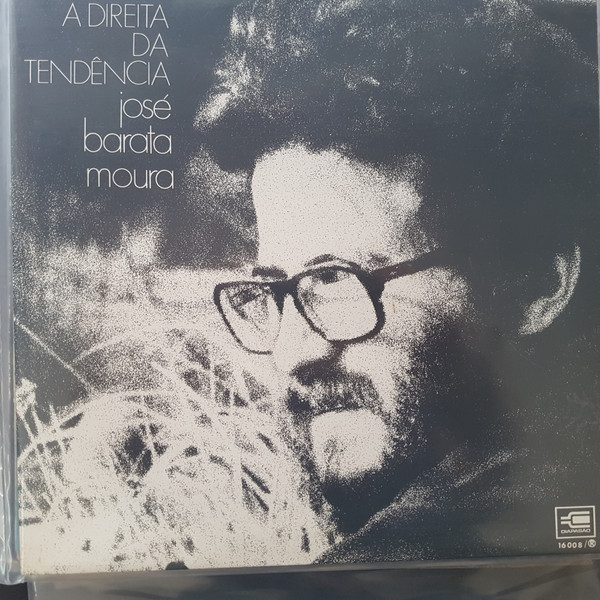 A DIREITA
DA
TENDÊNCIA
josé
barata
moura
DIAPASÃO
16008/R